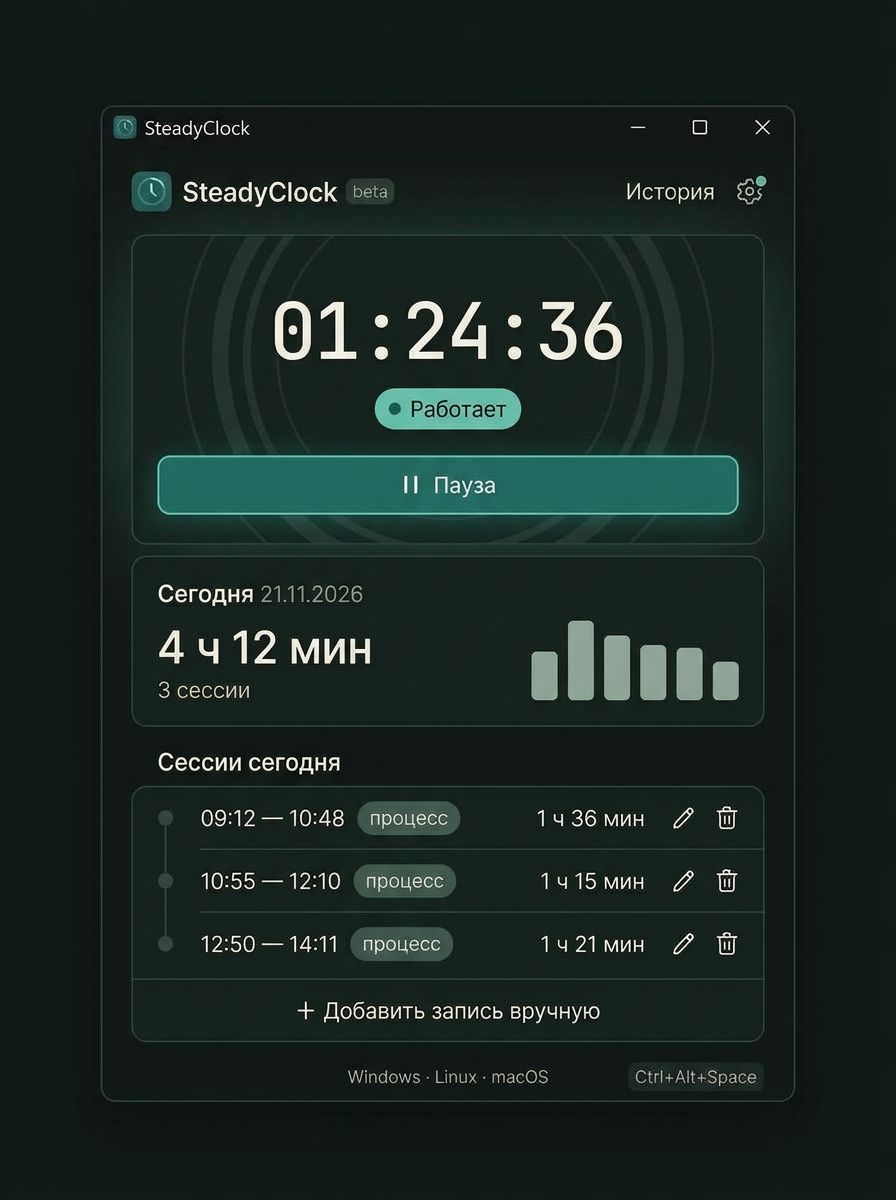 SteadyClock
SteadyClock beta
История
01:24:36
Работает
Пауза
Сегодня 21.11.2026
4 ч 12 мин
3 сессии
Сессии сегодня
09:12 — 10:48 процесс 1 ч 36 мин
10:55 — 12:10 процесс 1 ч 15 мин
12:50 — 14:11 процесс 1 ч 21 мин
+ Добавить запись вручную
Windows · Linux · macOS
Ctrl+Alt+Space